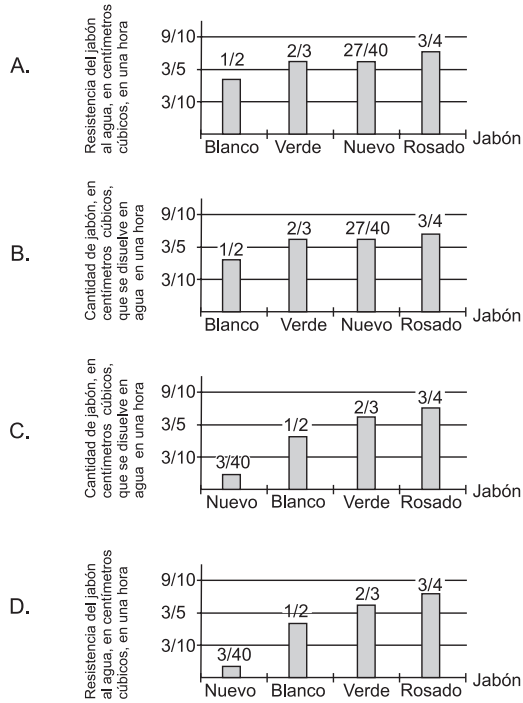 A.
Resistencia del jabón
al agua, en centímetros
cúbicos, en una hora
9/10
3/5
3/10
1/2
2/3
27/40
3/4
Blanco
Verde
Nuevo
Rosado
Jabón
B.
Cantidad de jabón, en
centímetros cúbicos,
que se disuelve en
agua en una hora
9/10
3/5
3/10
1/2
2/3
27/40
3/4
Blanco
Verde
Nuevo
Rosado
Jabón
C.
Cantidad de jabón, en
centímetros cúbicos,
que se disuelve en
agua en una hora
9/10
3/5
3/10
3/40
1/2
2/3
3/4
Nuevo
Blanco
Verde
Rosado
Jabón
D.
Resistencia del jabón
al agua, en centímetros
cúbicos, en una hora
9/10
3/5
3/10
3/40
1/2
2/3
3/4
Nuevo
Blanco
Verde
Rosado
Jabón